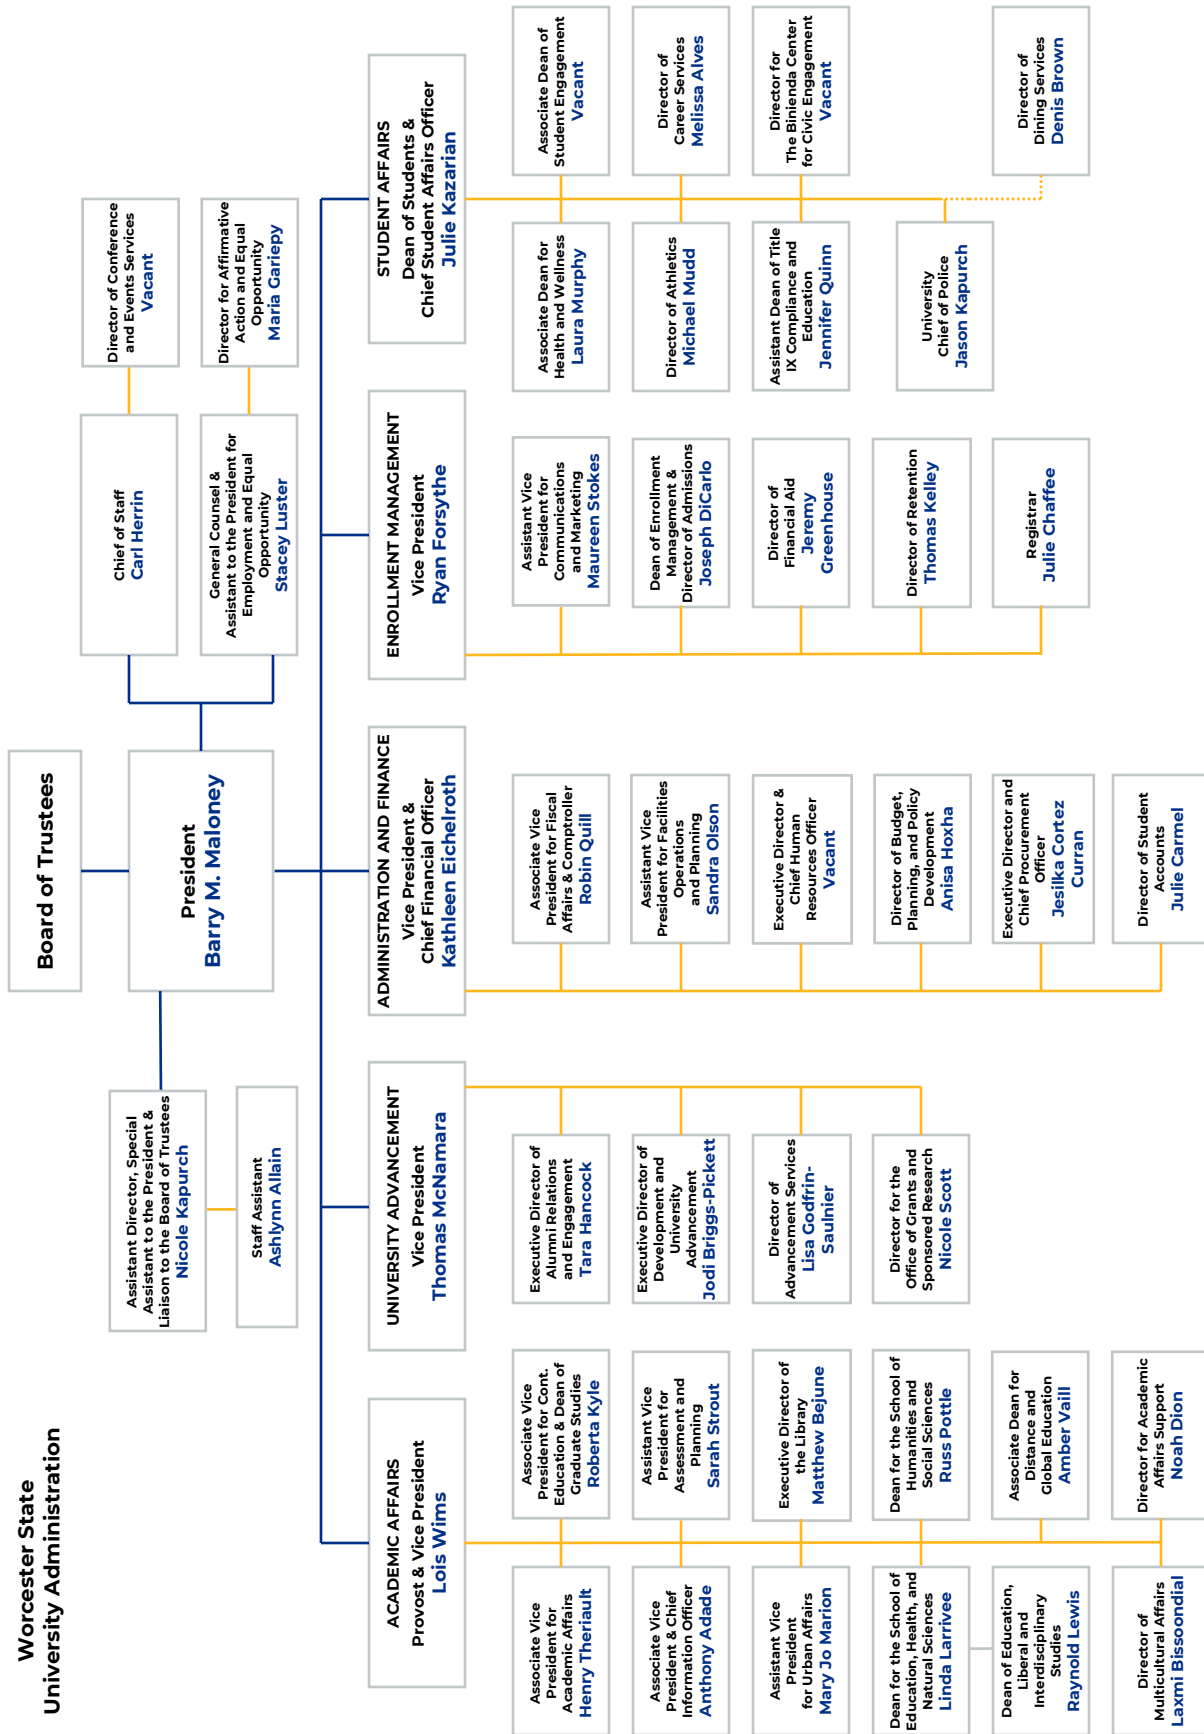 Worcester State
University Administration
Board of Trustees
President
Barry M. Maloney
Assistant Director, Special
Assistant to the President &
Liaison to the Board of Trustees
Nicole Kapurch
Staff Assistant
Ashlynn Allain
Chief of Staff
Carl Herrin
Director of Conference
and Events Services
Vacant
General Counsel &
Assistant to the President for
Employment and Equal
Opportunity
Stacey Luster
Director for Affirmative
Action and Equal
Opportunity
Maria Gariepy
ACADEMIC AFFAIRS
Provost & Vice President
Lois Wims
Associate Vice
President for
Academic Affairs
Henry Theriault
Associate Vice
President for Cont.
Education & Dean of
Graduate Studies
Roberta Kyle
Associate Vice
President & Chief
Information Officer
Anthony Adade
Assistant Vice
President for
Assessment and
Planning
Sarah Strout
Assistant Vice
President
for Urban Affairs
Mary Jo Marion
Executive Director of
the Library
Matthew Bejune
Dean for the School of
Education, Health, and
Natural Sciences
Linda Larrivee
Dean for the School of
Humanities and
Social Sciences
Russ Pottle
Dean of Education,
Liberal and
Interdisciplinary
Studies
Raynold Lewis
Associate Dean for
Distance and
Global Education
Amber Vaill
Director of
Multicultural Affairs
Laxmi Bissoondial
Director for Academic
Affairs Support
Noah Dion
UNIVERSITY ADVANCEMENT
Vice President
Thomas McNamara
Executive Director of
Alumni Relations
and Engagement
Tara Hancock
Executive Director of
Development and
University
Advancement
Jodi Briggs-Pickett
Director of
Advancement Services
Lisa Godfrin-
Saulnier
Director for the
Office of Grants and
Sponsored Research
Nicole Scott
ADMINISTRATION AND FINANCE
Vice President &
Chief Financial Officer
Kathleen Eichelroth
Associate Vice
President for Fiscal
Affairs & Comptroller
Robin Quill
Assistant Vice
President for Facilities
Operations
and Planning
Sandra Olson
Executive Director &
Chief Human
Resources Officer
Vacant
Director of Budget,
Planning, and Policy
Development
Anisa Hoxha
Executive Director and
Chief Procurement
Officer
Jesilka Cortez
Curran
Director of Student
Accounts
Julie Carmel
ENROLLMENT MANAGEMENT
Vice President
Ryan Forsythe
Assistant Vice
President for
Communications
and Marketing
Maureen Stokes
Dean of Enrollment
Management &
Director of Admissions
Joseph DiCarlo
Director of
Financial Aid
Jeremy
Greenhouse
Director of Retention
Thomas Kelley
Registrar
Julie Chaffee
STUDENT AFFAIRS
Dean of Students &
Chief Student Affairs Officer
Julie Kazarian
Associate Dean for
Health and Wellness
Laura Murphy
Associate Dean of
Student Engagement
Vacant
Director of Athletics
Michael Mudd
Director of
Career Services
Melissa Alves
Assistant Dean of Title
IX Compliance and
Education
Jennifer Quinn
Director for
The Binienda Center
for Civic Engagement
Vacant
University
Chief of Police
Jason Kapurch
Director of
Dining Services
Denis Brown